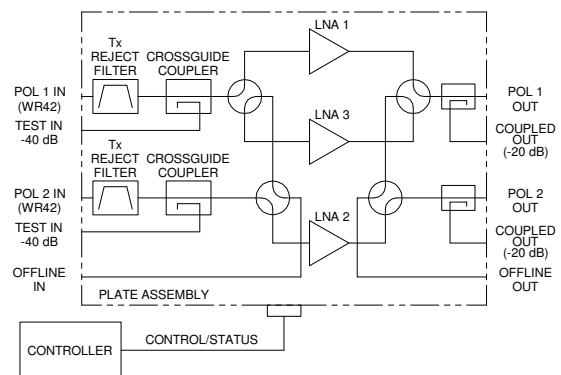 LNA 1
Tx
REJECT CROSSGUIDE
FILTER COUPLER
POL 1 IN
(WR42)
POL 1
OUT
TEST IN
-40 dB
LNA 3
COUPLED
OUT
(-20 dB)
Tx
REJECT CROSSGUIDE
FILTER COUPLER
POL 2 IN
(WR42)
POL 2
OUT
TEST IN
-40 dB
LNA 2
COUPLED
OUT
(-20 dB)
OFFLINE
IN
OFFLINE
OUT
PLATE ASSEMBLY
CONTROLLER
CONTROL/STATUS